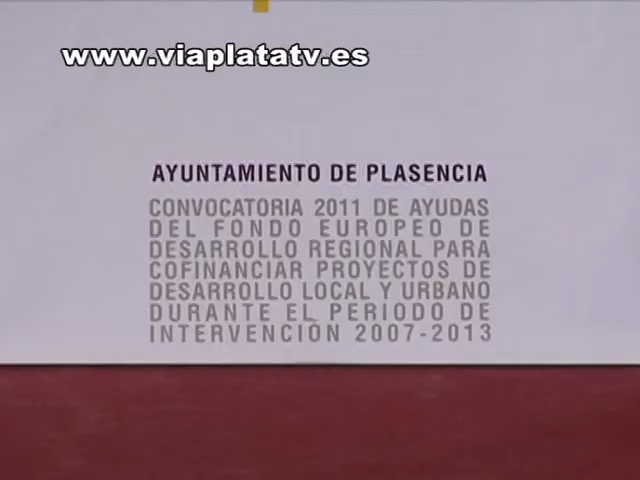 www.viaplatatv.es
AYUNTAMIENTO DE PLASENCIA
CONVOCATORIA 2011 DE AYUDAS
DEL FONDO EUROPEO DE
DESARROLLO REGIONAL PARA
COFINANCIAR PROYECTOS DE
DESARROLLO LOCAL Y URBANO
DURANTE EL PERIODO DE
INTERVENCIÓN 2007-2013